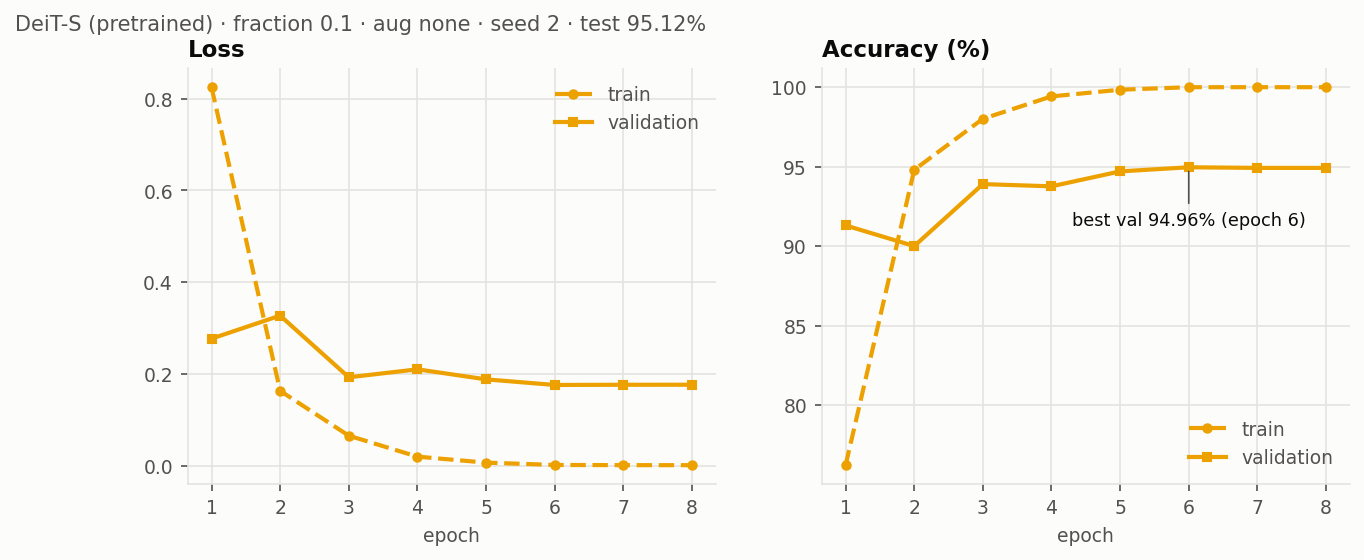 DeiT-S (pretrained) · fraction 0.1 · aug none · seed 2 · test 95.12%
Loss
0.8
0.6
0.4
0.2
0.0
1 2 3 4 5 6 7 8
epoch
train
validation
Accuracy (%)
100
95
90
85
80
best val 94.96% (epoch 6)
train
validation
1 2 3 4 5 6 7 8
epoch